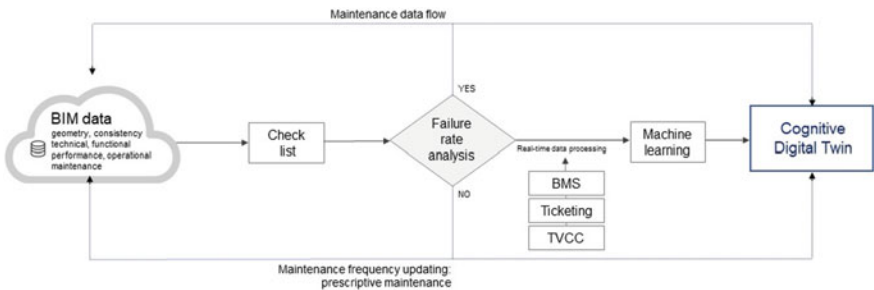 Maintenance data flow
YES
BIM data
geometry, consistency
technical, functional
performance, operational
maintenance
Check
list
Failure
rate
analysis
Real-time data processing
Machine
learning
Cognitive
Digital Twin
BMS
Ticketing
TVCC
NO
Maintenance frequency updating:
prescriptive maintenance